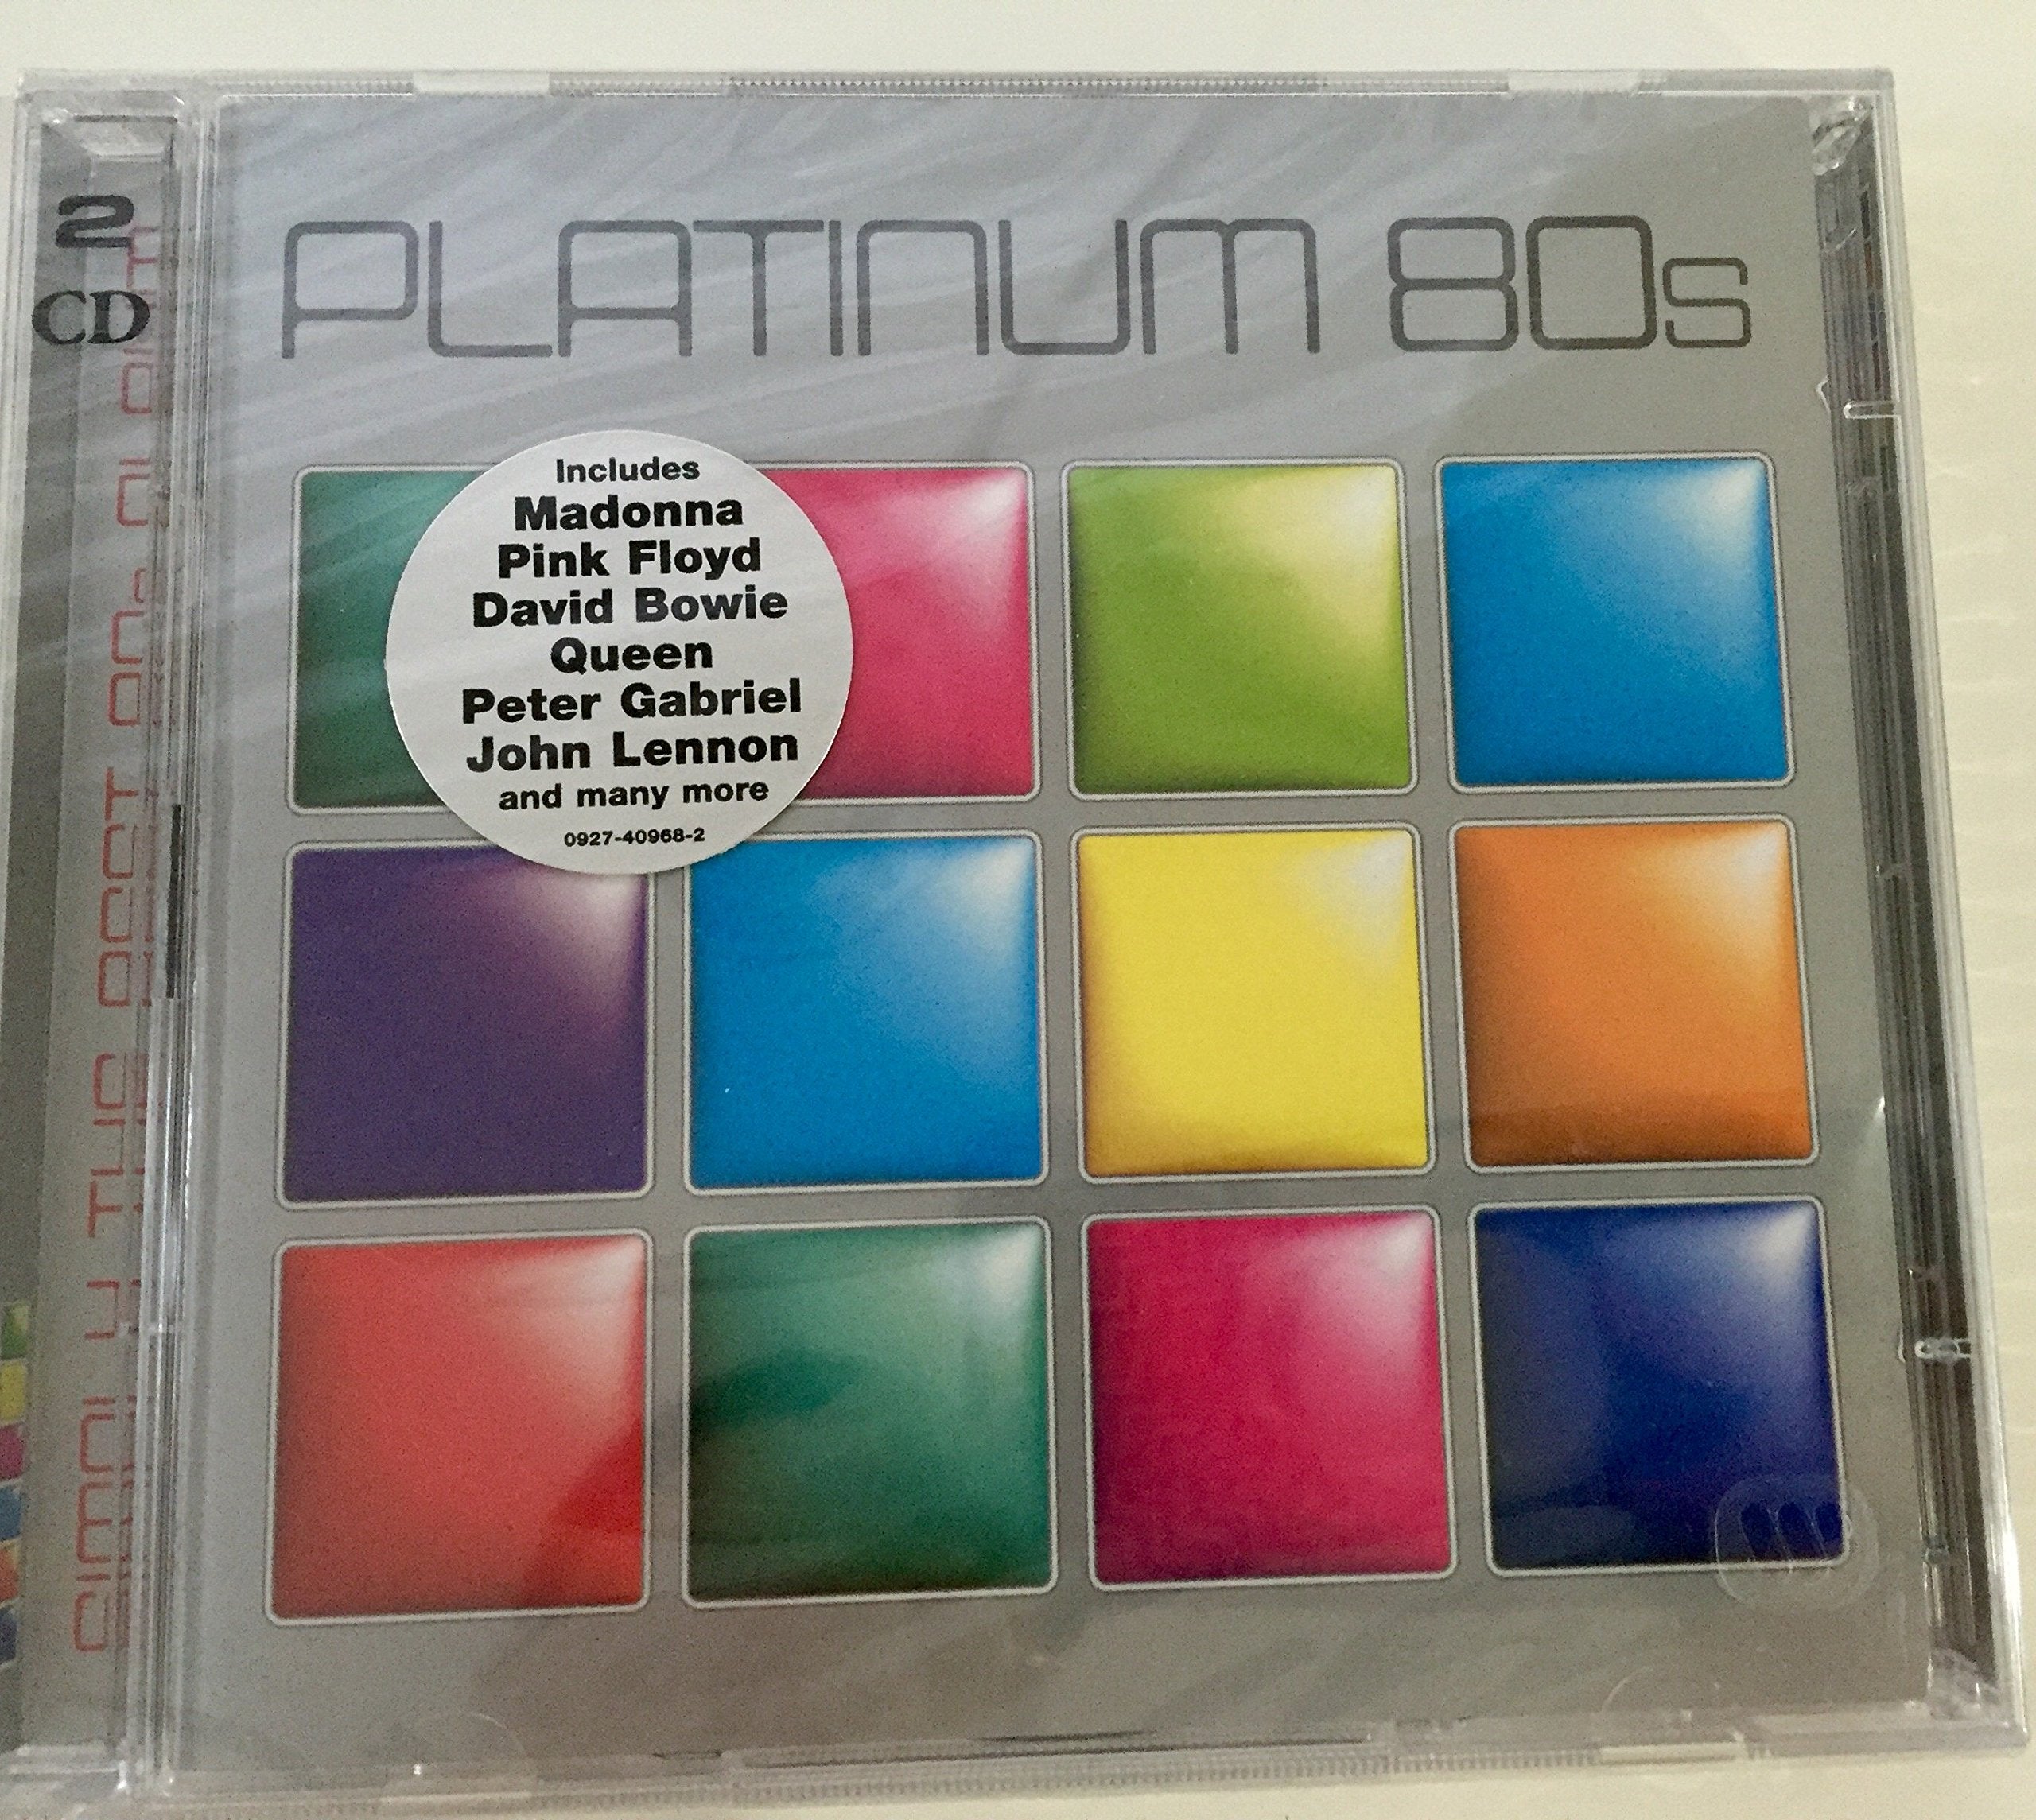 2
CD
PLATINUM 80s
Includes
Madonna
Pink Floyd
David Bowie
Queen
Peter Gabriel
John Lennon
and many more
0927-40968-2